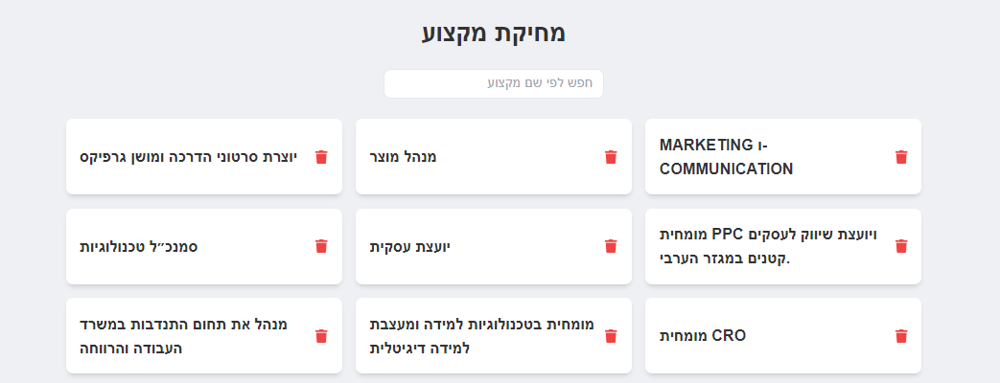 מחיקת מקצוע
חפש לפי שם מקצוע
MARKETING ו-
COMMUNICATION
מנהל מוצר
יוצרת סרטוני הדרכה ומושן גרפיקס
ויועצת שיווק לעסקים PPC מומחית
קטנים במגזר הערבי.
יועצת עסקית
סמנכ״ל טכנולוגיות
CRO מומחית
מומחית בטכנולוגיות למידה ומעצבת
למידה דיגיטלית
מנהל את תחום התנדבות במשרד
העבודה והרווחה